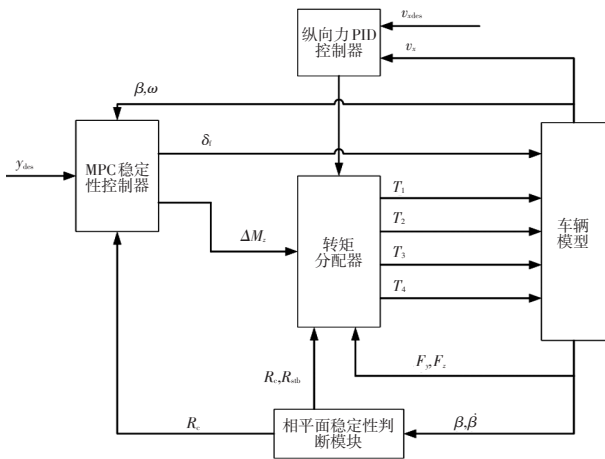 纵向力PID
控制器
v_xdes
v_x
β,ω
y_des
MPC稳定
性控制器
δ_f
ΔM_z
转矩
分配器
T_1
T_2
T_3
T_4
车辆
模型
F_y,F_z
R_c,R_stb
R_c
相平面稳定性判
断模块
β,β̇